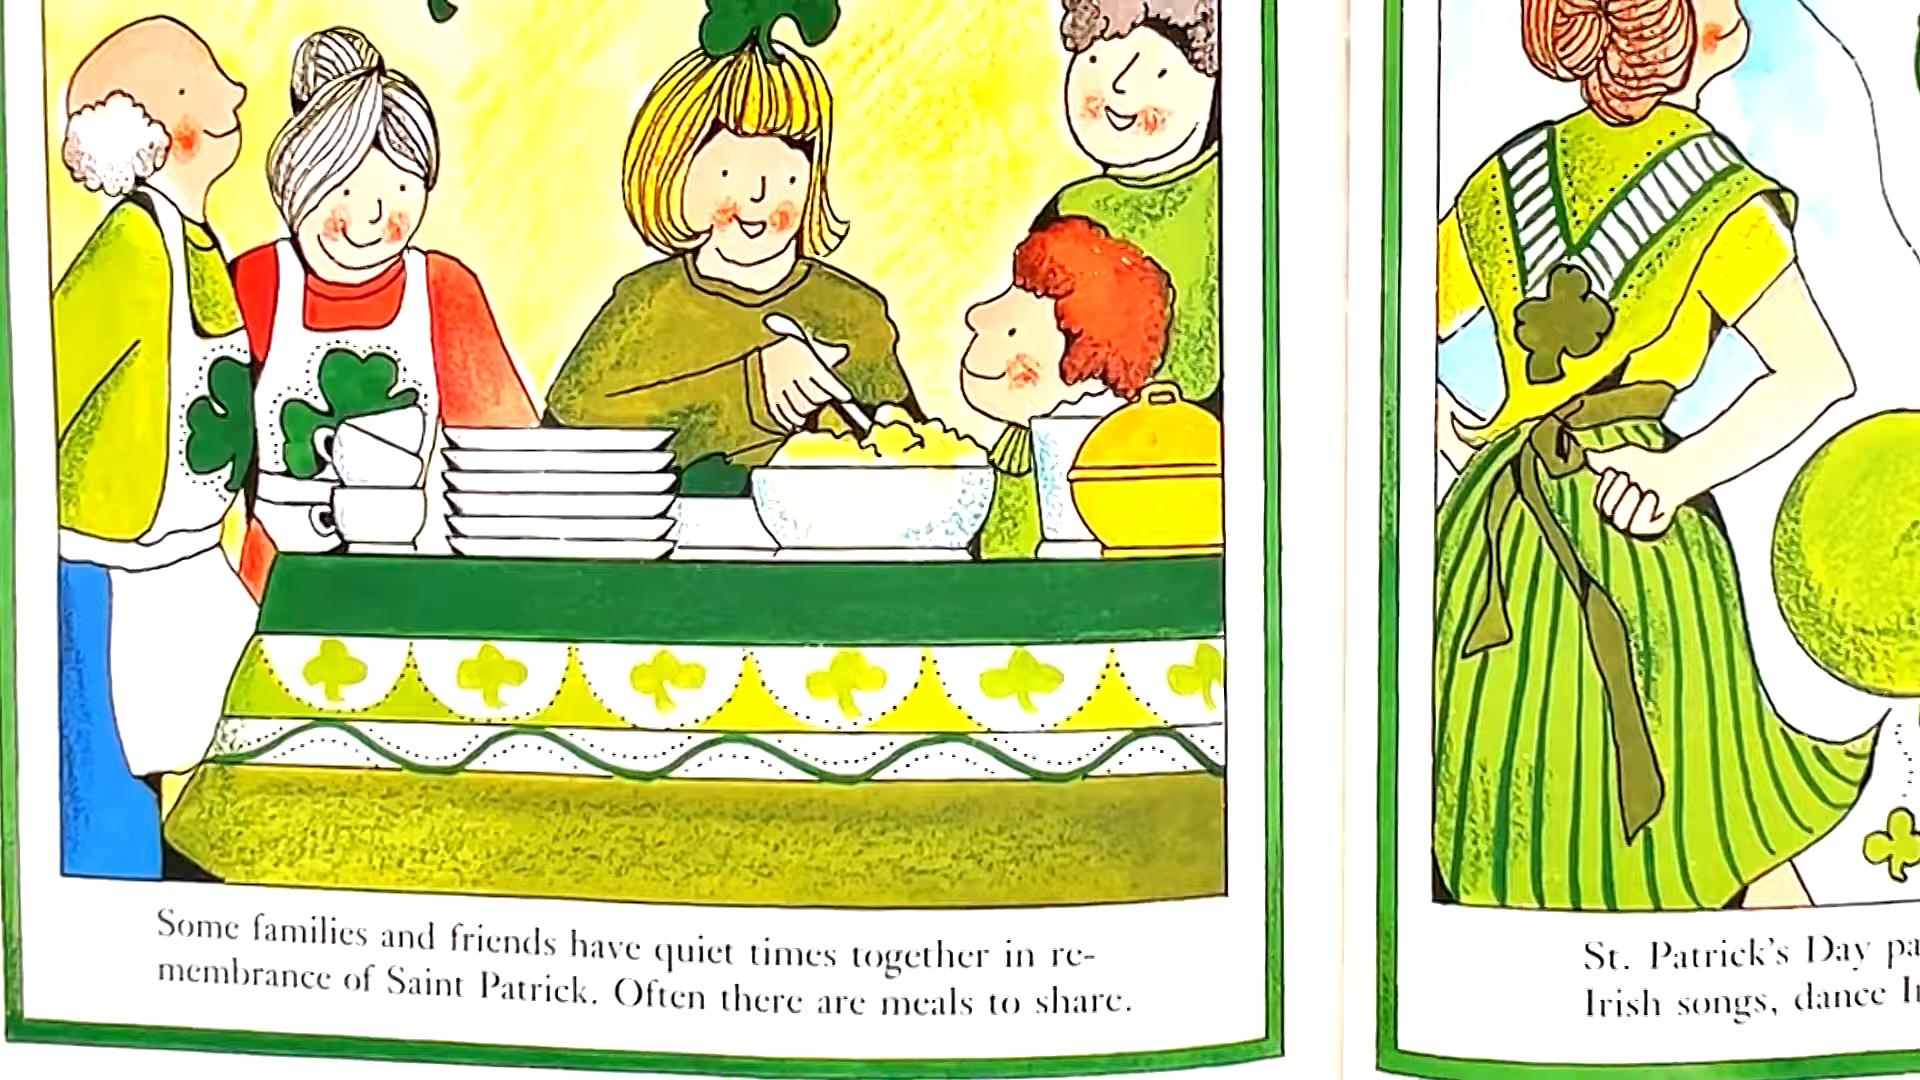 Some families and friends have quiet times together in re-
membrance of Saint Patrick. Often there are meals to share.
St. Patrick's Day
Irish songs, dance